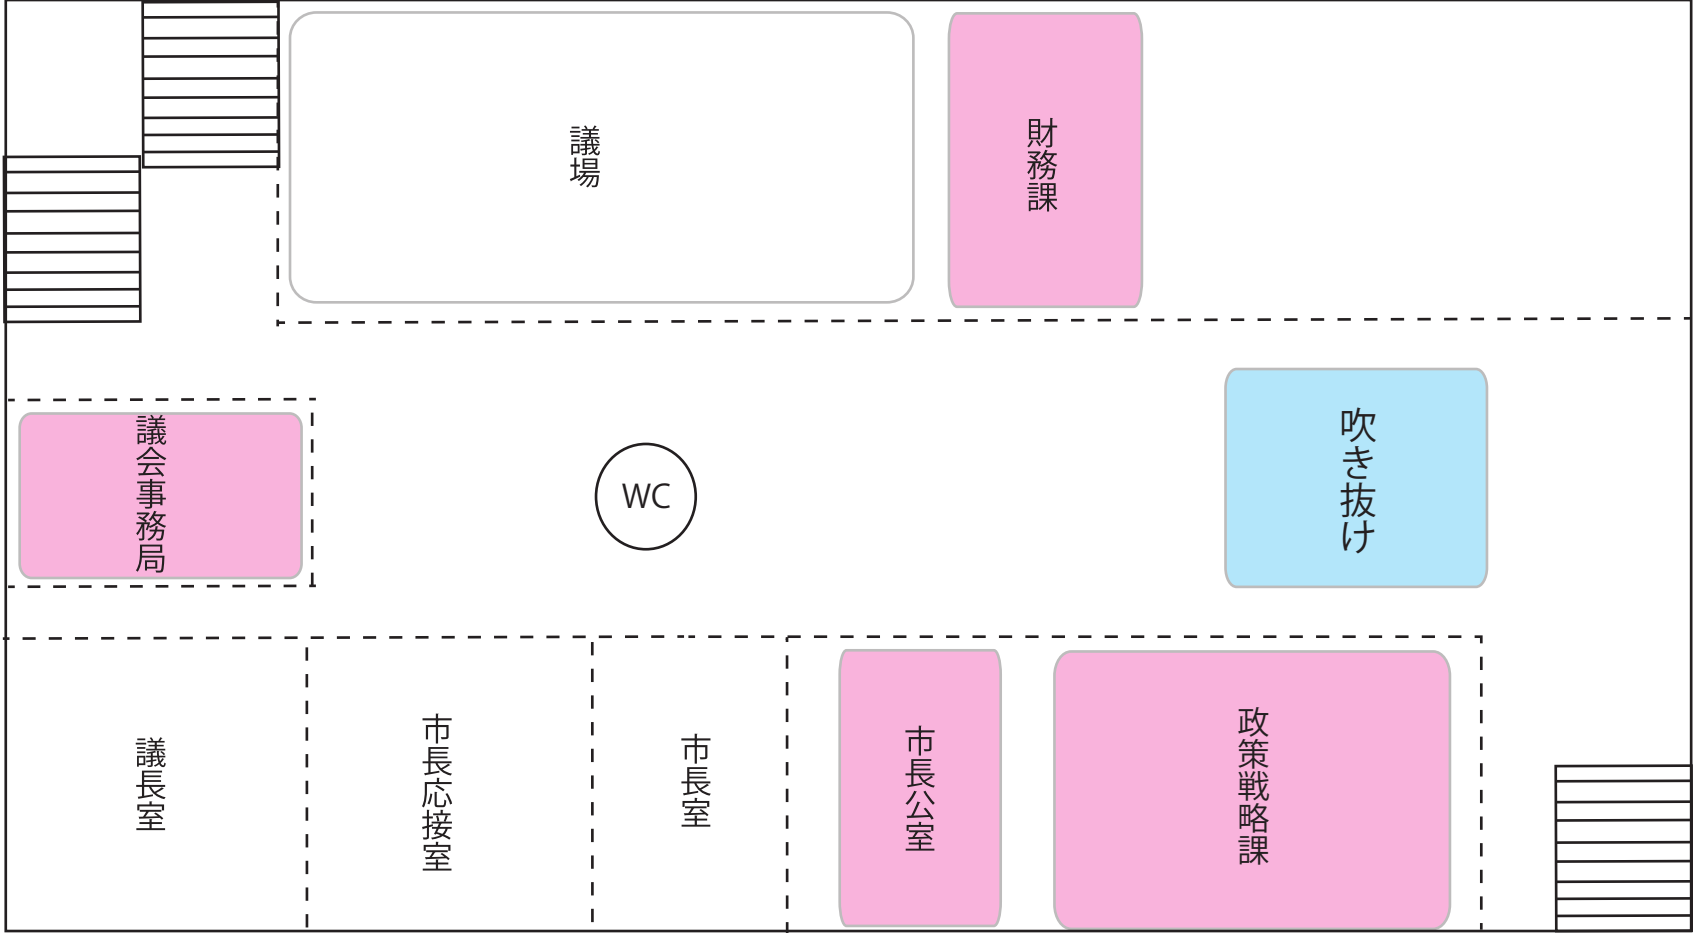 議場
財務課
議会事務局
WC
吹き抜け
議長室
市長応接室
市長室
市長公室
政策戦略課